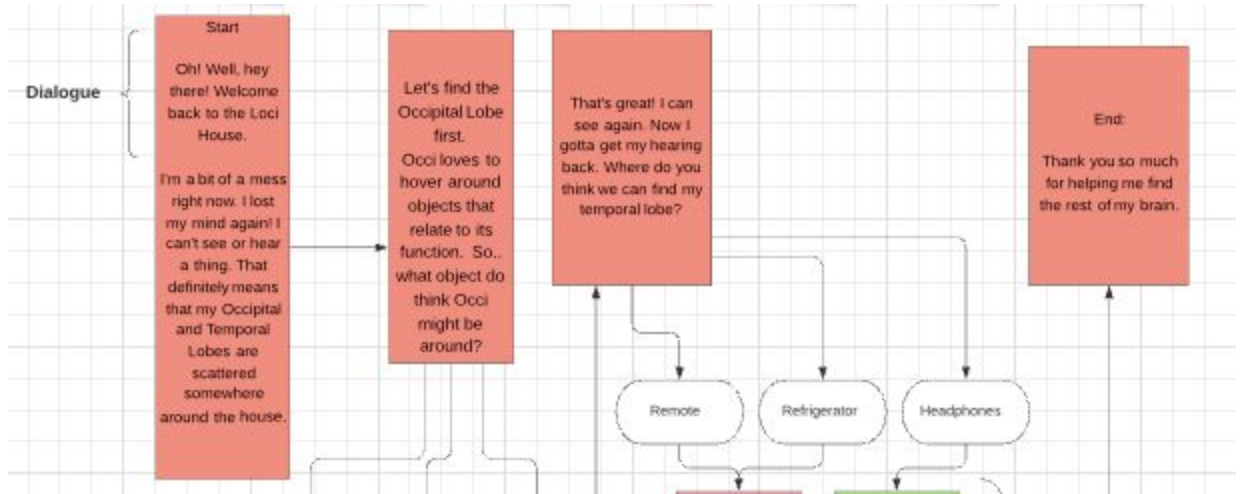 Dialogue
Start
Oh! Well, hey
there! Welcome
back to the Loci
House.
I'm a bit of a mess
right now. I lost
my mind again! I
can't see or hear
a thing. That
definitely means
that my Occipital
and Temporal
Lobes are
scattered
somewhere
around the house.
Let's find the
Occipital Lobe
first.
Occi loves to
hover around
objects that
relate to its
function. So..
what object do
think Occi
might be
around?
That's great! I can
see again. Now I
gotta get my hearing
back. Where do you
think we can find my
temporal lobe?
Remote
Refrigerator
Headphones
End:
Thank you so much
for helping me find
the rest of my brain.